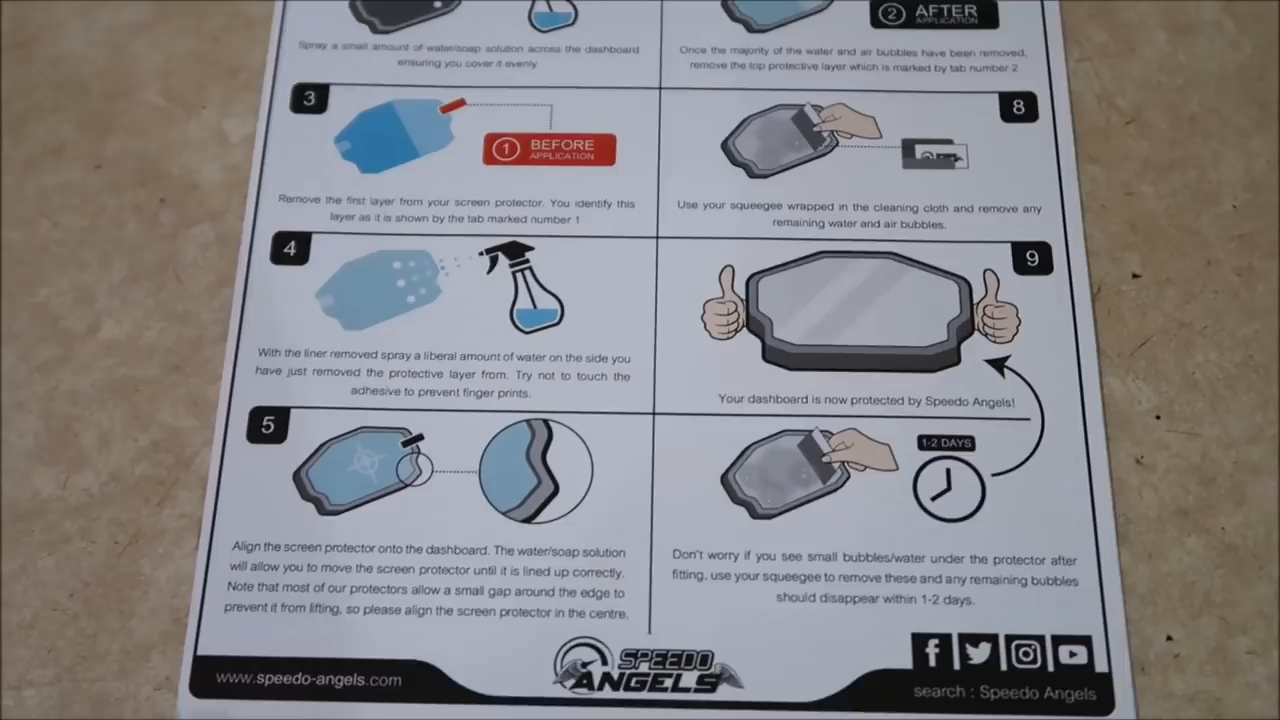 Spray a small amount of water/soap solution across the dashboard
ensuring you cover it evenly
3
1
BEFORE
APPLICATION
Remove the first layer from your screen protector. You identify this
layer as it is shown by the tab marked number 1
4
With the liner removed spray a liberal amount of water on the side you
have just removed the protective layer from. Try not to touch the
adhesive to prevent finger prints.
5
Align the screen protector onto the dashboard. The water/soap solution
will allow you to move the screen protector until it is lined up correctly.
Note that most of our protectors allow a small gap around the edge to
prevent it from lifting, so please align the screen protector in the centre.
2
AFTER
APPLICATION
Once the majority of the water and air bubbles have been removed,
remove the top protective layer which is marked by tab number 2
8
Use your squeegee wrapped in the cleaning cloth and remove any
remaining water and air bubbles.
9
Your dashboard is now protected by Speedo Angels!
1-2 DAYS
Don't worry if you see small bubbles/water under the protector after
fitting, use your squeegee to remove these and any remaining bubbles
should disappear within 1-2 days.
www.speedo-angels.com
SPEEDO
ANGELS
search : Speedo Angels